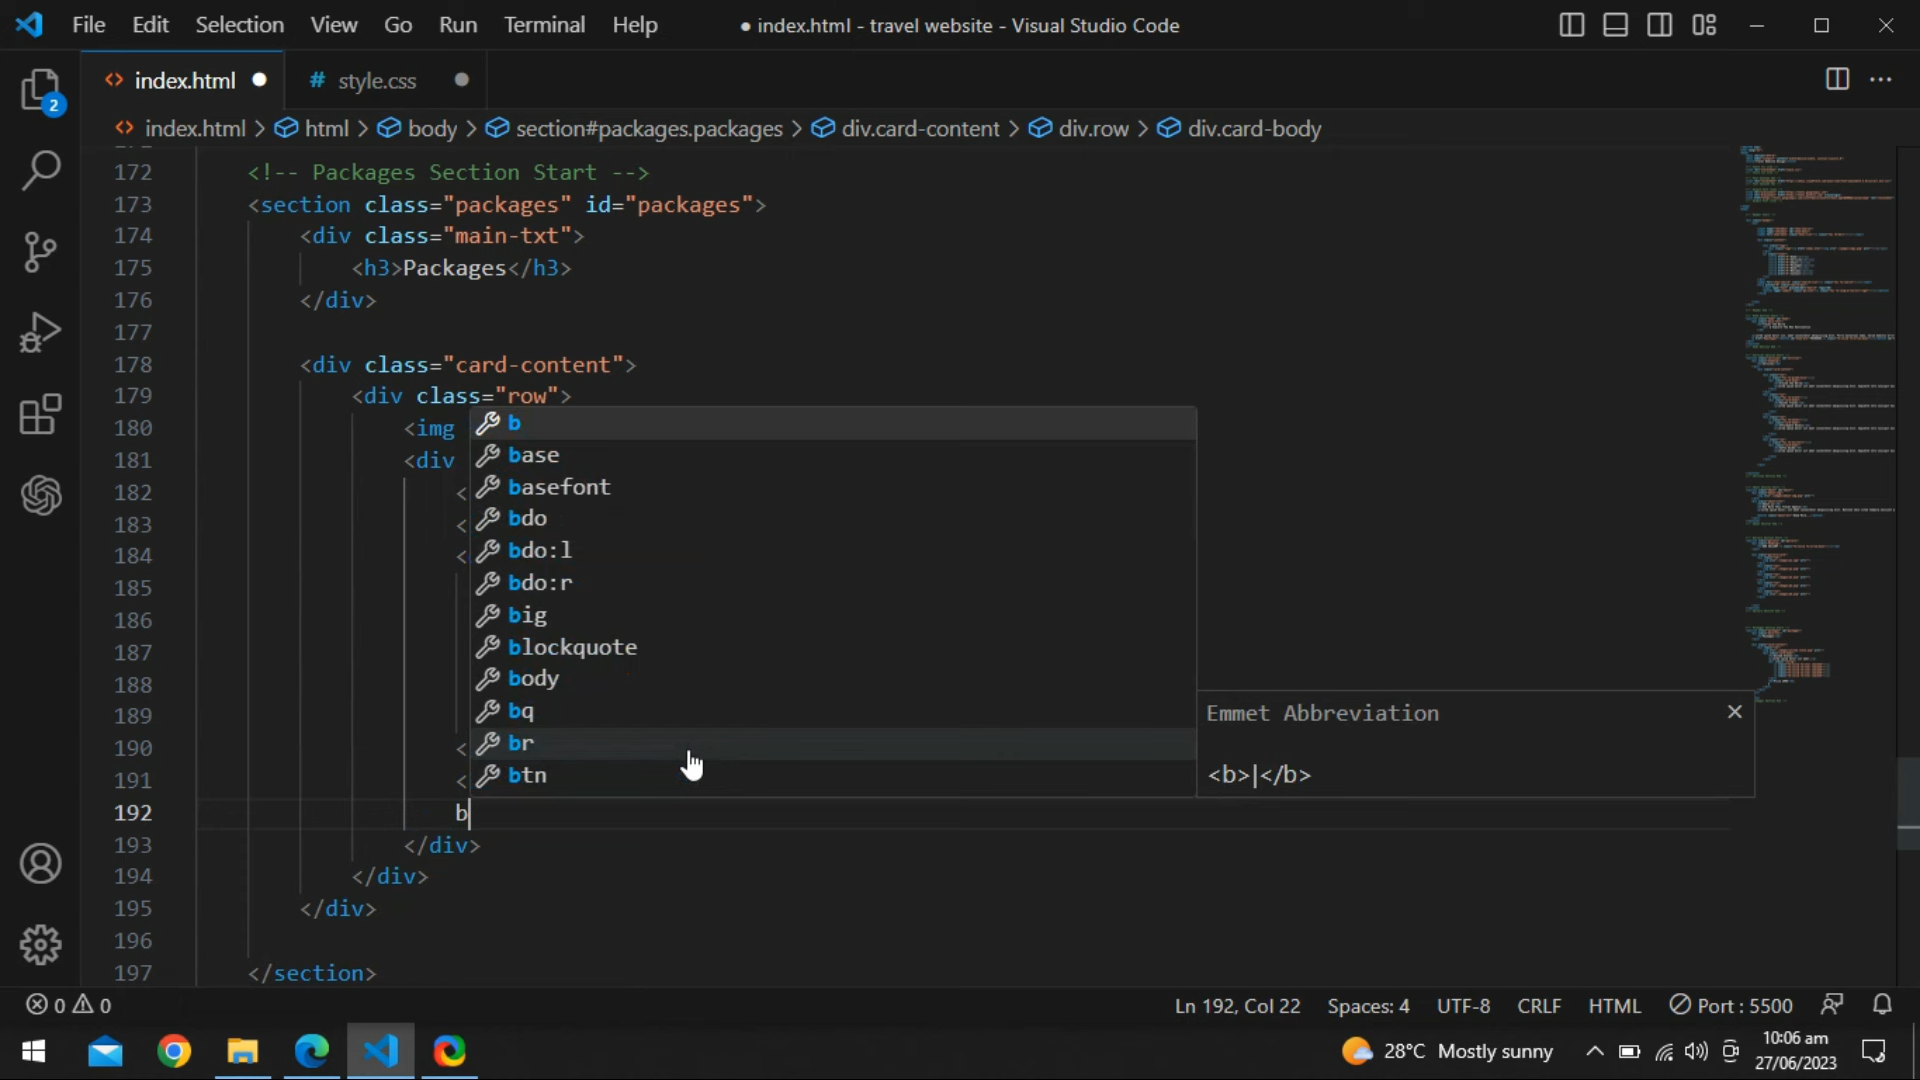 File Edit Selection View Go Run Terminal Help
● index.html - travel website - Visual Studio Code
<> index.html ●
# style.css ●
2
<> index.html > html > body > section#packages.packages > div.card-content > div.row > div.card-body
172 <!-- Packages Section Start -->
173 <section class="packages" id="packages">
174 <div class="main-txt">
175 <h3>Packages</h3>
176 </div>
177
178 <div class="card-content">
179 <div class="row">
180 <img
181 <div
182 <
183 <
184 <
185
186
187
188
189
190 <
191 <
192 b
193 </div>
194 </div>
195 </div>
196
197 </section>
b
base
basefont
bdo
bdo:l
bdo:r
big
blockquote
body
bq
br
btn
Emmet Abbreviation
<b>|</b>
0 0
Ln 192, Col 22 Spaces: 4 UTF-8 CRLF HTML Port : 5500
28°C Mostly sunny
10:06 am
27/06/2023